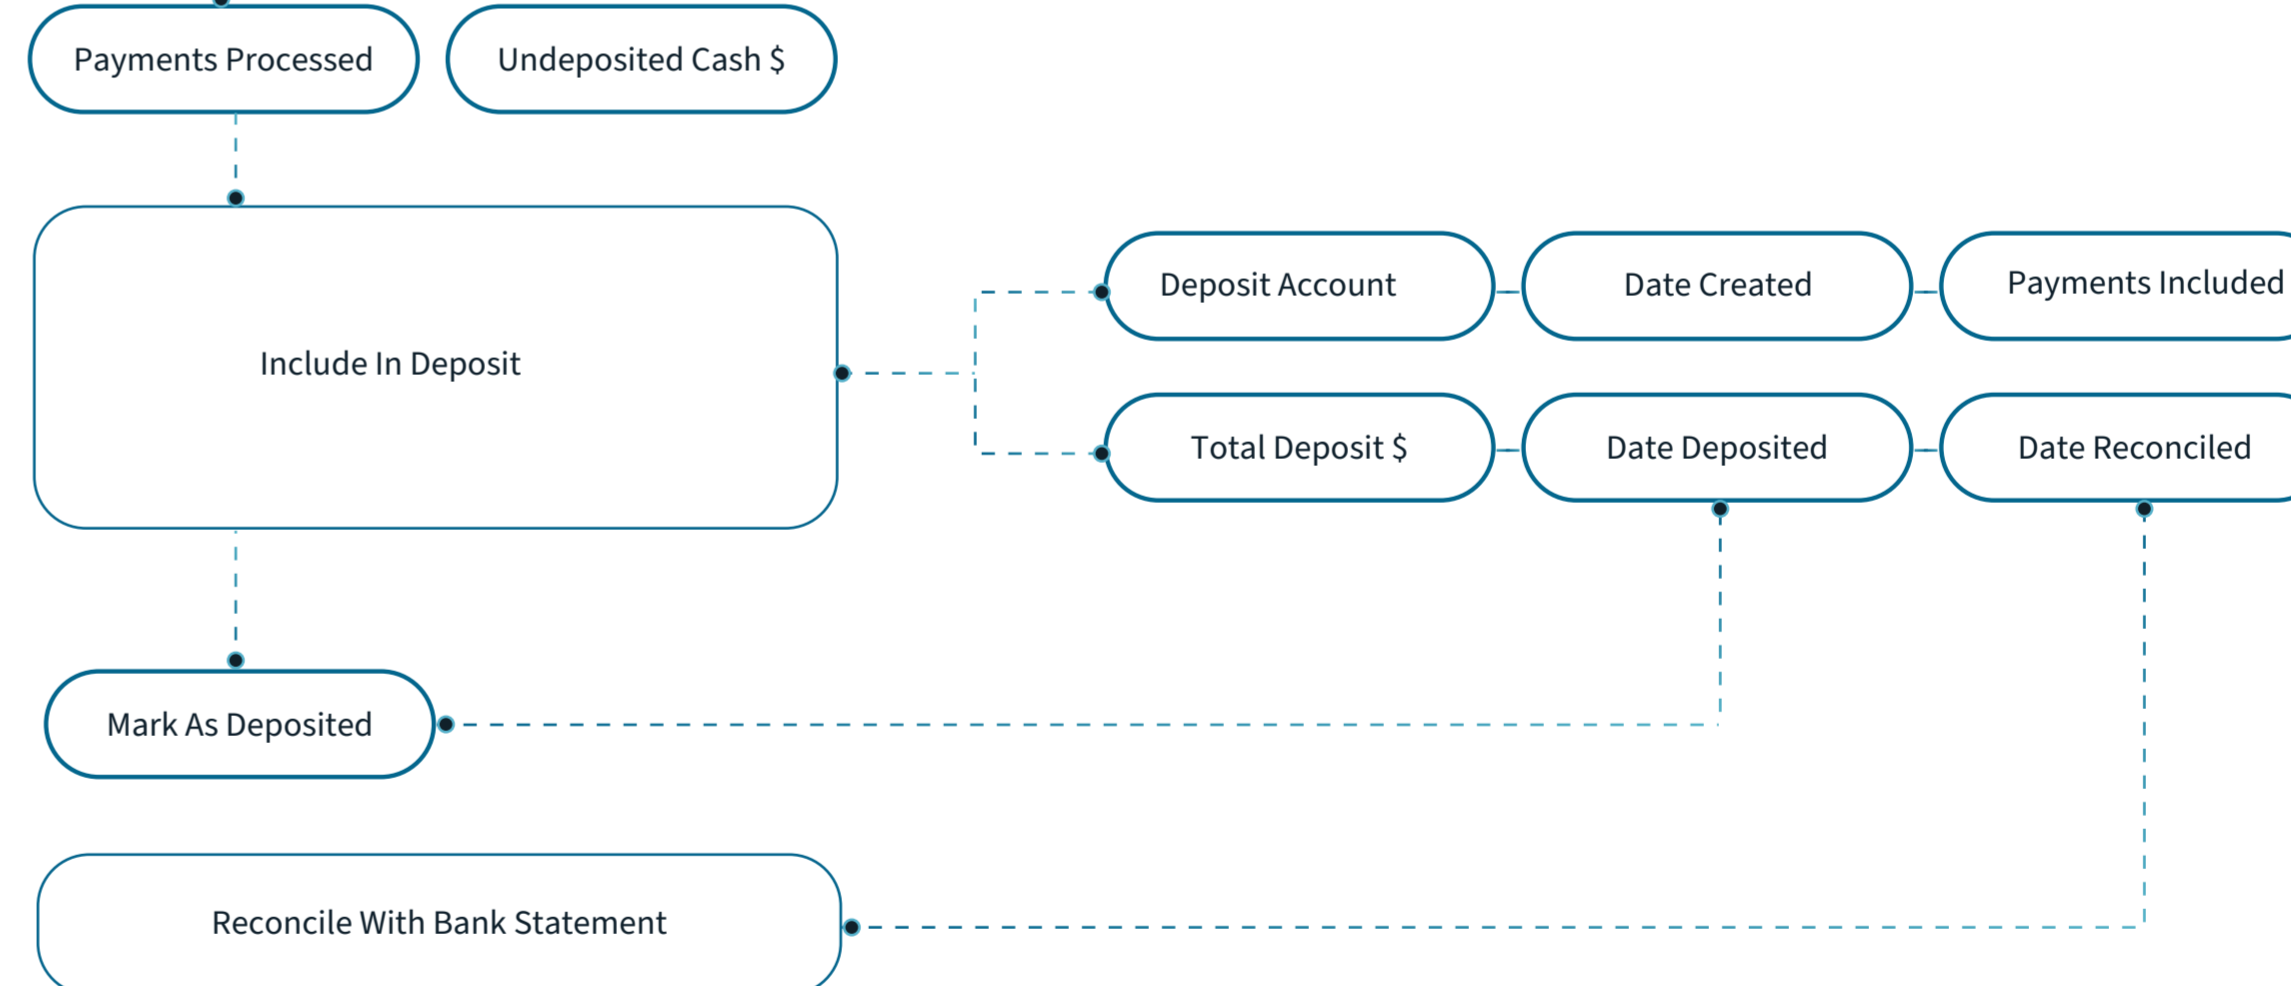 Payments Processed
Undeposited Cash $
Include In Deposit
Deposit Account
Date Created
Payments Included
Total Deposit $
Date Deposited
Date Reconciled
Mark As Deposited
Reconcile With Bank Statement